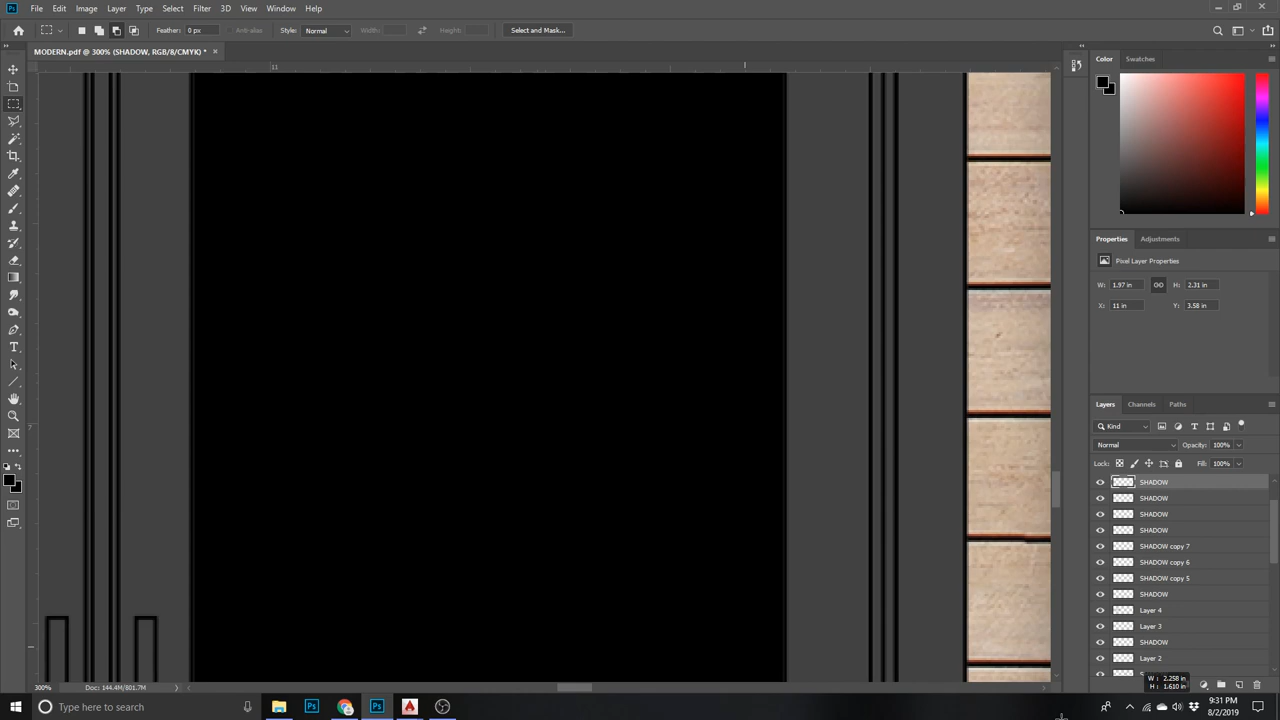 Ps File Edit Image Layer Type Select Filter 3D View Window Help
Feather: 0 px Anti-alias Style: Normal Width: Height: Select and Mask...
MODERN.pdf @ 300% (SHADOW, RGB/8/CMYK) * ×
11
7
Color Swatches
Properties Adjustments
Pixel Layer Properties
W: 1.97 in H: 2.31 in
X: 11 in Y: 3.58 in
Layers Channels Paths
Kind
Normal Opacity: 100%
Lock: Fill: 100%
SHADOW
SHADOW
SHADOW
SHADOW
SHADOW copy 7
SHADOW copy 6
SHADOW copy 5
SHADOW
Layer 4
Layer 3
SHADOW
Layer 2
W : 2.258 in
H : 1.610 in
300% Doc: 144.4M/801.7M
Type here to search
Ps
Ps
9:31 PM
8/2/2019